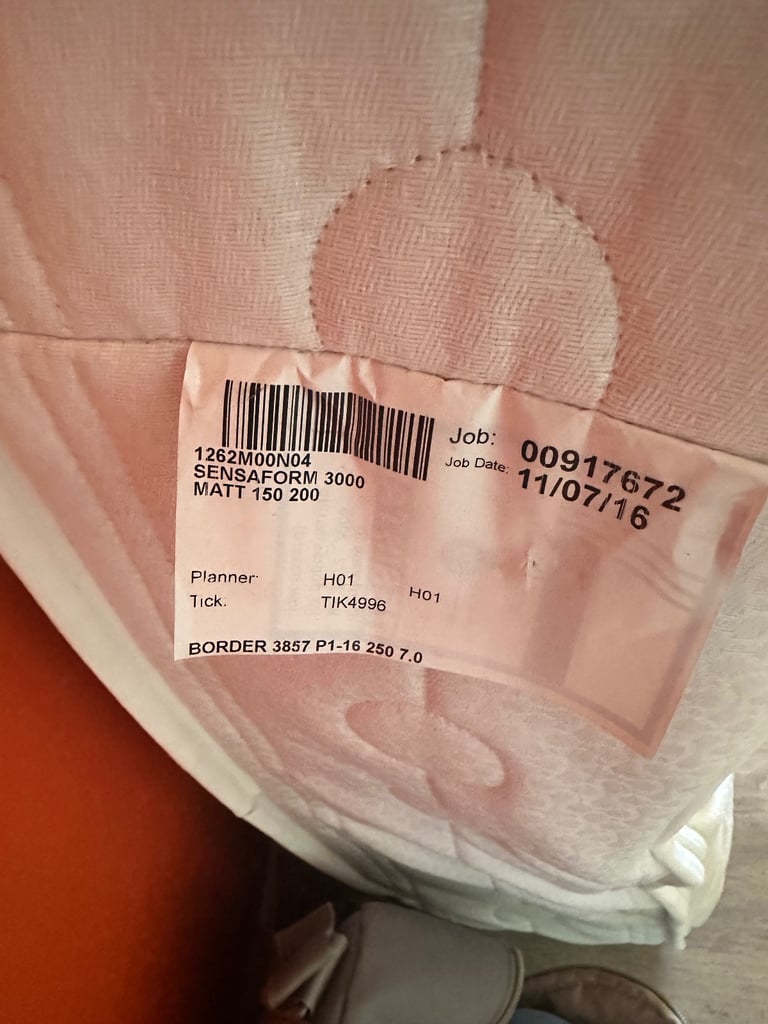 1262M00N04
SENSAFORM 3000
MATT 150 200
Job: 00917672
Job Date: 11/07/16
Planner: H01
Tick. TIK4996 H01
BORDER 3857 P1-16 250 7.0